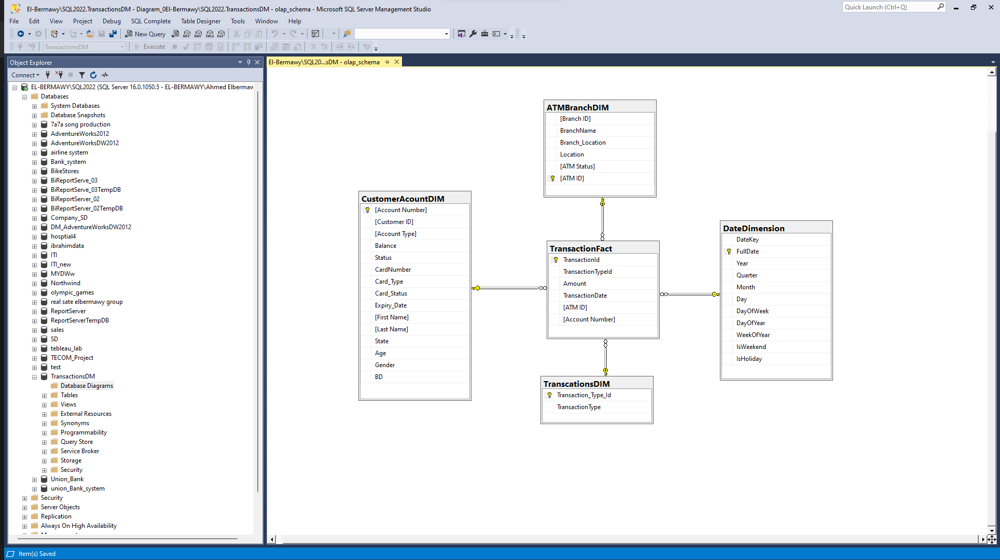 El-Bermawy\SQL2022.TransactionsDM - Diagram_0El-Bermawy\SQL2022.TransactionsDM - olap_schema - Microsoft SQL Server Management Studio
Quick Launch (Ctrl+Q)
File Edit View Project Debug SQL Complete Table Designer Tools Window Help
New Query MDX DMX XMLA DAX
TransactionsDM Execute
Object Explorer
Connect
EL-BERMAWY\SQL2022 (SQL Server 16.0.1050.5 - EL-BERMAWY\Ahmed Elbermaw
Databases
System Databases
Database Snapshots
7a7a song production
AdventureWorks2012
AdventureWorksDW2012
airline system
Bank_system
BikeStores
BiReportServe_03
BiReportServe_03TempDB
BiReportServer_02
BiReportServer_02TempDB
Company_SD
DM_AdventureWorksDW2012
hosptial4
ibrahimdata
ITI
ITI_new
MYDWw
Northwind
olympic_games
real sate elbermawy group
ReportServer
ReportServerTempDB
sales
SD
tebleau_lab
TECOM_Project
test
TransactionsDM
Database Diagrams
Tables
Views
External Resources
Synonyms
Programmability
Query Store
Service Broker
Storage
Security
Union_Bank
union_Bank_system
Security
Server Objects
Replication
Always On High Availability
El-Bermawy\SQL20...sDM - olap_schema
ATMBranchDIM
[Branch ID]
BranchName
Branch_Location
Location
[ATM Status]
[ATM ID]
CustomerAcountDIM
[Account Number]
[Customer ID]
[Account Type]
Balance
Status
CardNumber
Card_Type
Card_Status
Expiry_Date
[First Name]
[Last Name]
State
Age
Gender
BD
TransactionFact
TransactionId
TransactionTypeId
Amount
TransactionDate
[ATM ID]
[Account Number]
DateDimension
DateKey
FullDate
Year
Quarter
Month
Day
DayOfWeek
DayOfYear
WeekOfYear
IsWeekend
IsHoliday
TranscationsDIM
Transaction_Type_Id
TransactionType
Item(s) Saved